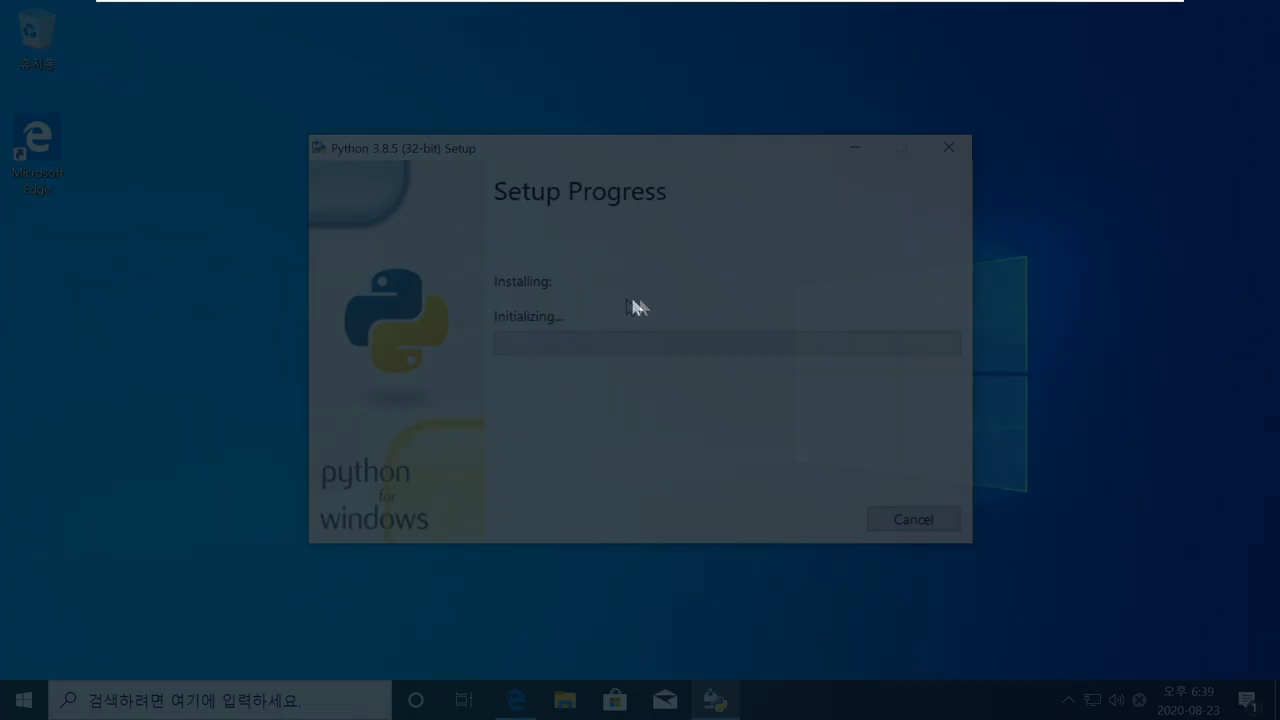 휴지통
Microsoft
Edge
Python 3.8.5 (32-bit) Setup
Setup Progress
Installing:
Initializing...
python
for
windows
Cancel
검색하려면 여기에 입력하세요.
오후 6:39
2020-08-23
1